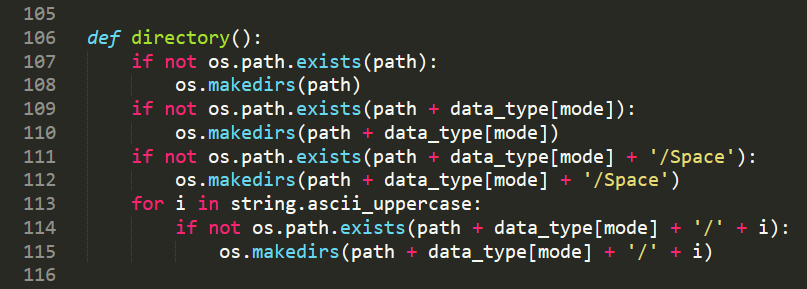 105
106 def directory():
107     if not os.path.exists(path):
108         os.makedirs(path)
109     if not os.path.exists(path + data_type[mode]):
110         os.makedirs(path + data_type[mode])
111     if not os.path.exists(path + data_type[mode] + '/Space'):
112         os.makedirs(path + data_type[mode] + '/Space')
113     for i in string.ascii_uppercase:
114         if not os.path.exists(path + data_type[mode] + '/' + i):
115             os.makedirs(path + data_type[mode] + '/' + i)
116